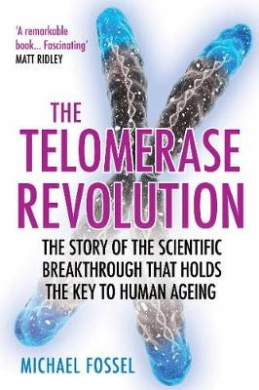 'A remarkable
book... Fascinating'
MATT RIDLEY
THE
TELOMERASE
REVOLUTION
THE STORY OF THE SCIENTIFIC
BREAKTHROUGH THAT HOLDS
THE KEY TO HUMAN AGEING
MICHAEL FOSSEL